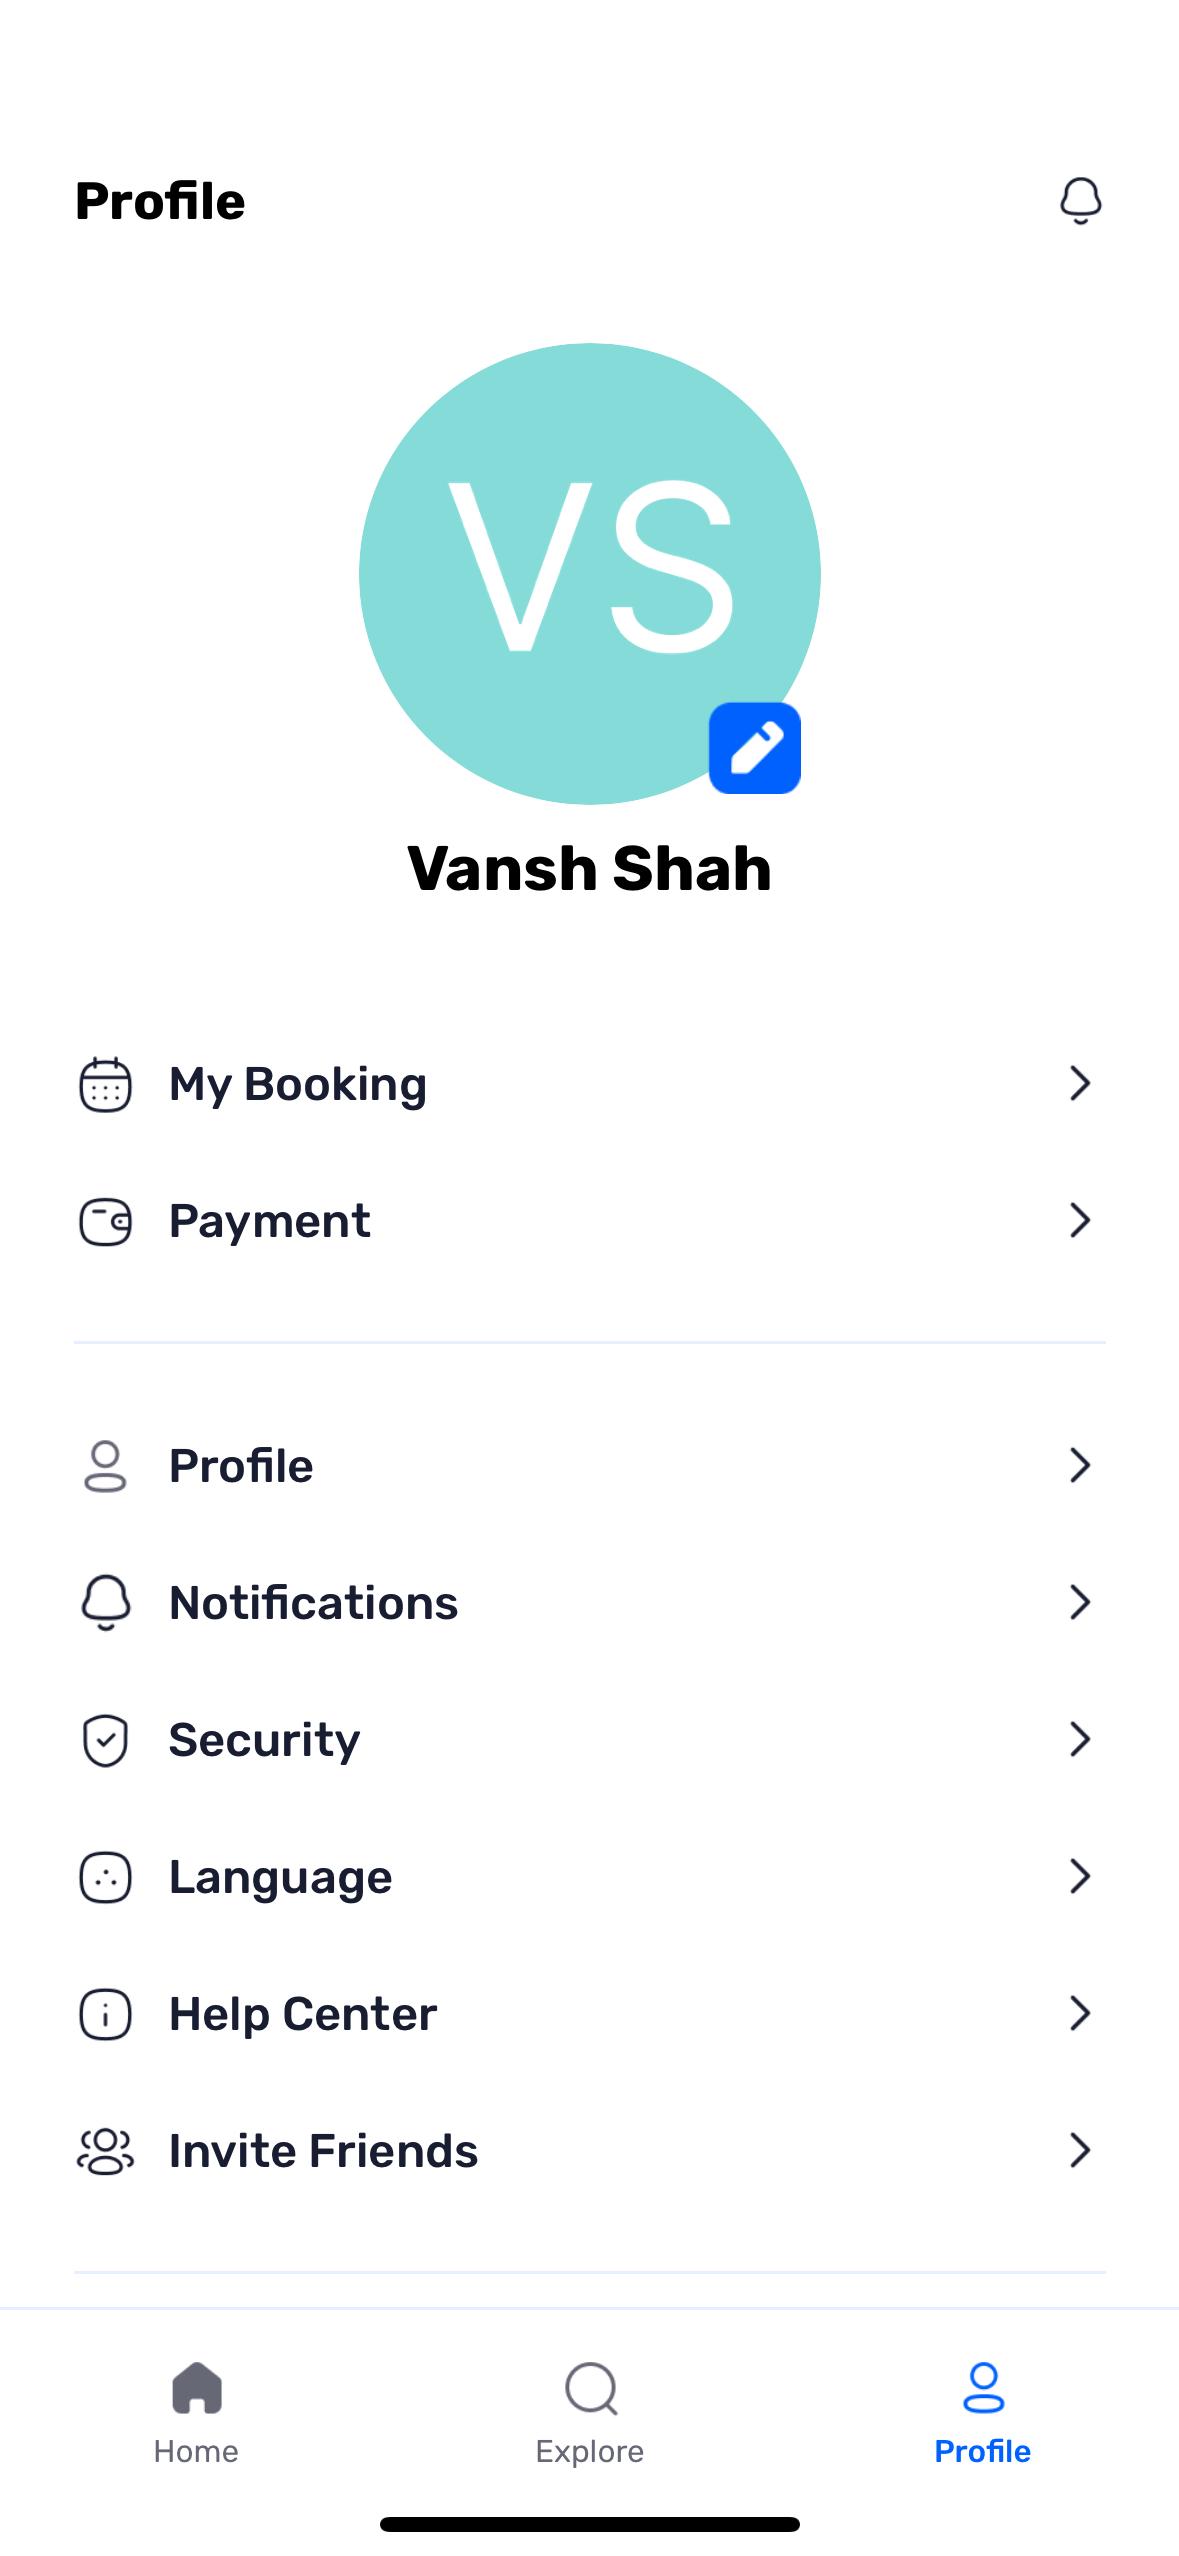 Profile
VS
Vansh Shah
My Booking
Payment
Profile
Notifications
Security
Language
Help Center
Invite Friends
Home
Explore
Profile